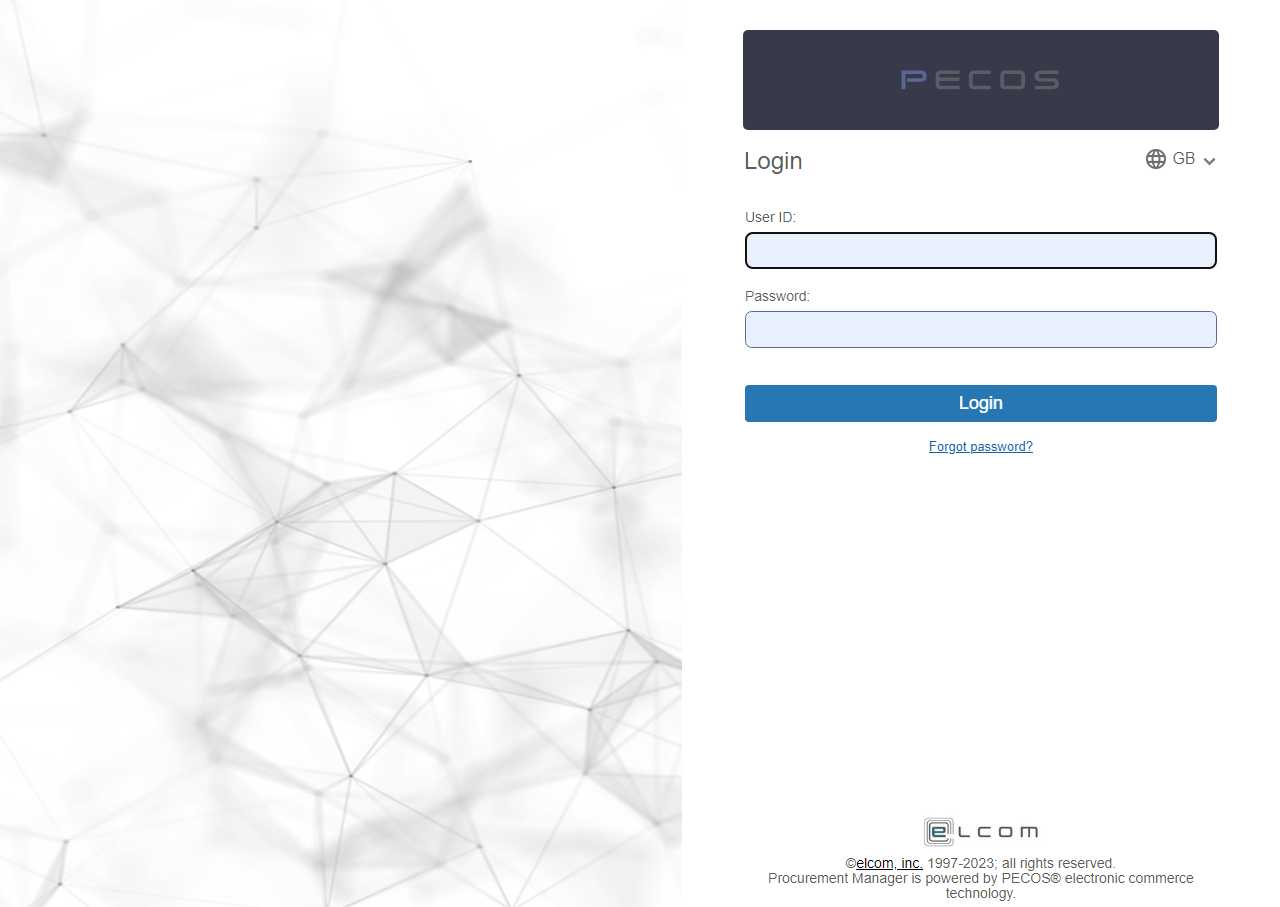 PECOS
Login
GB
User ID:
Password:
Login
Forgot password?
elcom
©elcom, inc. 1997-2023; all rights reserved.
Procurement Manager is powered by PECOS® electronic commerce
technology.